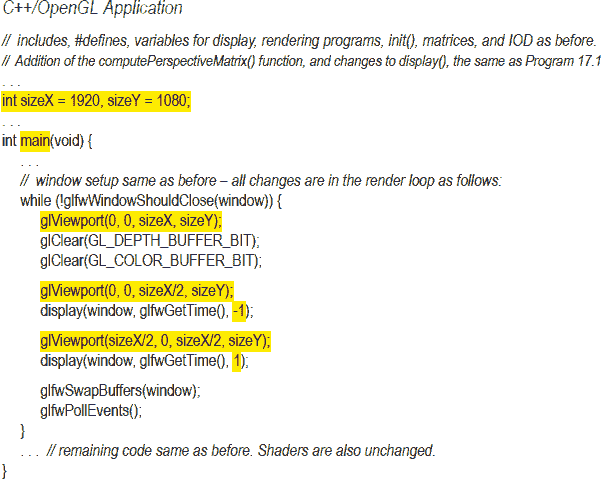 C++/OpenGL Application
// includes, #defines, variables for display, rendering programs, init(), matrices, and IOD as before.
// Addition of the computePerspectiveMatrix() function, and changes to display(), the same as Program 17.1
. . .
int sizeX = 1920, sizeY = 1080;
. . .
int main(void) {
. . .
// window setup same as before – all changes are in the render loop as follows:
while (!glfwWindowShouldClose(window)) {
glViewport(0, 0, sizeX, sizeY);
glClear(GL_DEPTH_BUFFER_BIT);
glClear(GL_COLOR_BUFFER_BIT);
glViewport(0, 0, sizeX/2, sizeY);
display(window, glfwGetTime(), -1);
glViewport(sizeX/2, 0, sizeX/2, sizeY);
display(window, glfwGetTime(), 1);
glfwSwapBuffers(window);
glfwPollEvents();
}
. . . // remaining code same as before. Shaders are also unchanged.
}